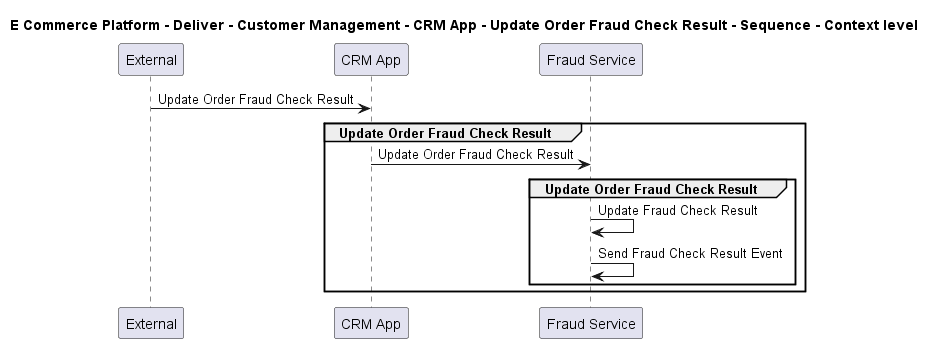 E Commerce Platform - Deliver - Customer Management - CRM App - Update Order Fraud Check Result - Sequence - Context level
External
CRM App
Fraud Service
Update Order Fraud Check Result
Update Order Fraud Check Result
Update Order Fraud Check Result
Update Order Fraud Check Result
Update Fraud Check Result
Send Fraud Check Result Event
External
CRM App
Fraud Service